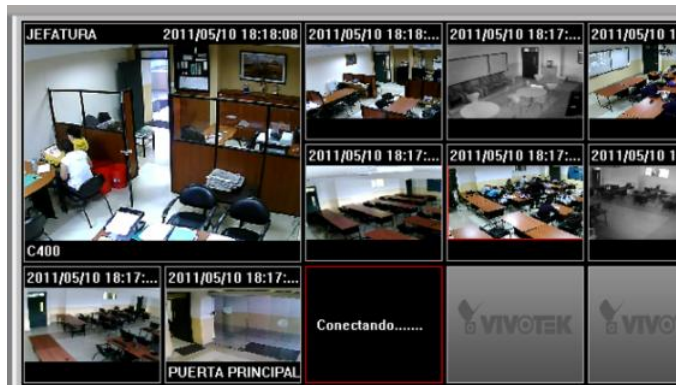 JEFATURA 2011/05/10 18:18:08
2011/05/10 18:18:...
2011/05/10 18:17:...
2011/05/10 1
2011/05/10 18:17:...
2011/05/10 18:17:...
2011/05/10 1
C400
2011/05/10 18:17:...
2011/05/10 18:17:...
PUERTA PRINCIPAL
Conectando.......
VIVOTEK
VIVO